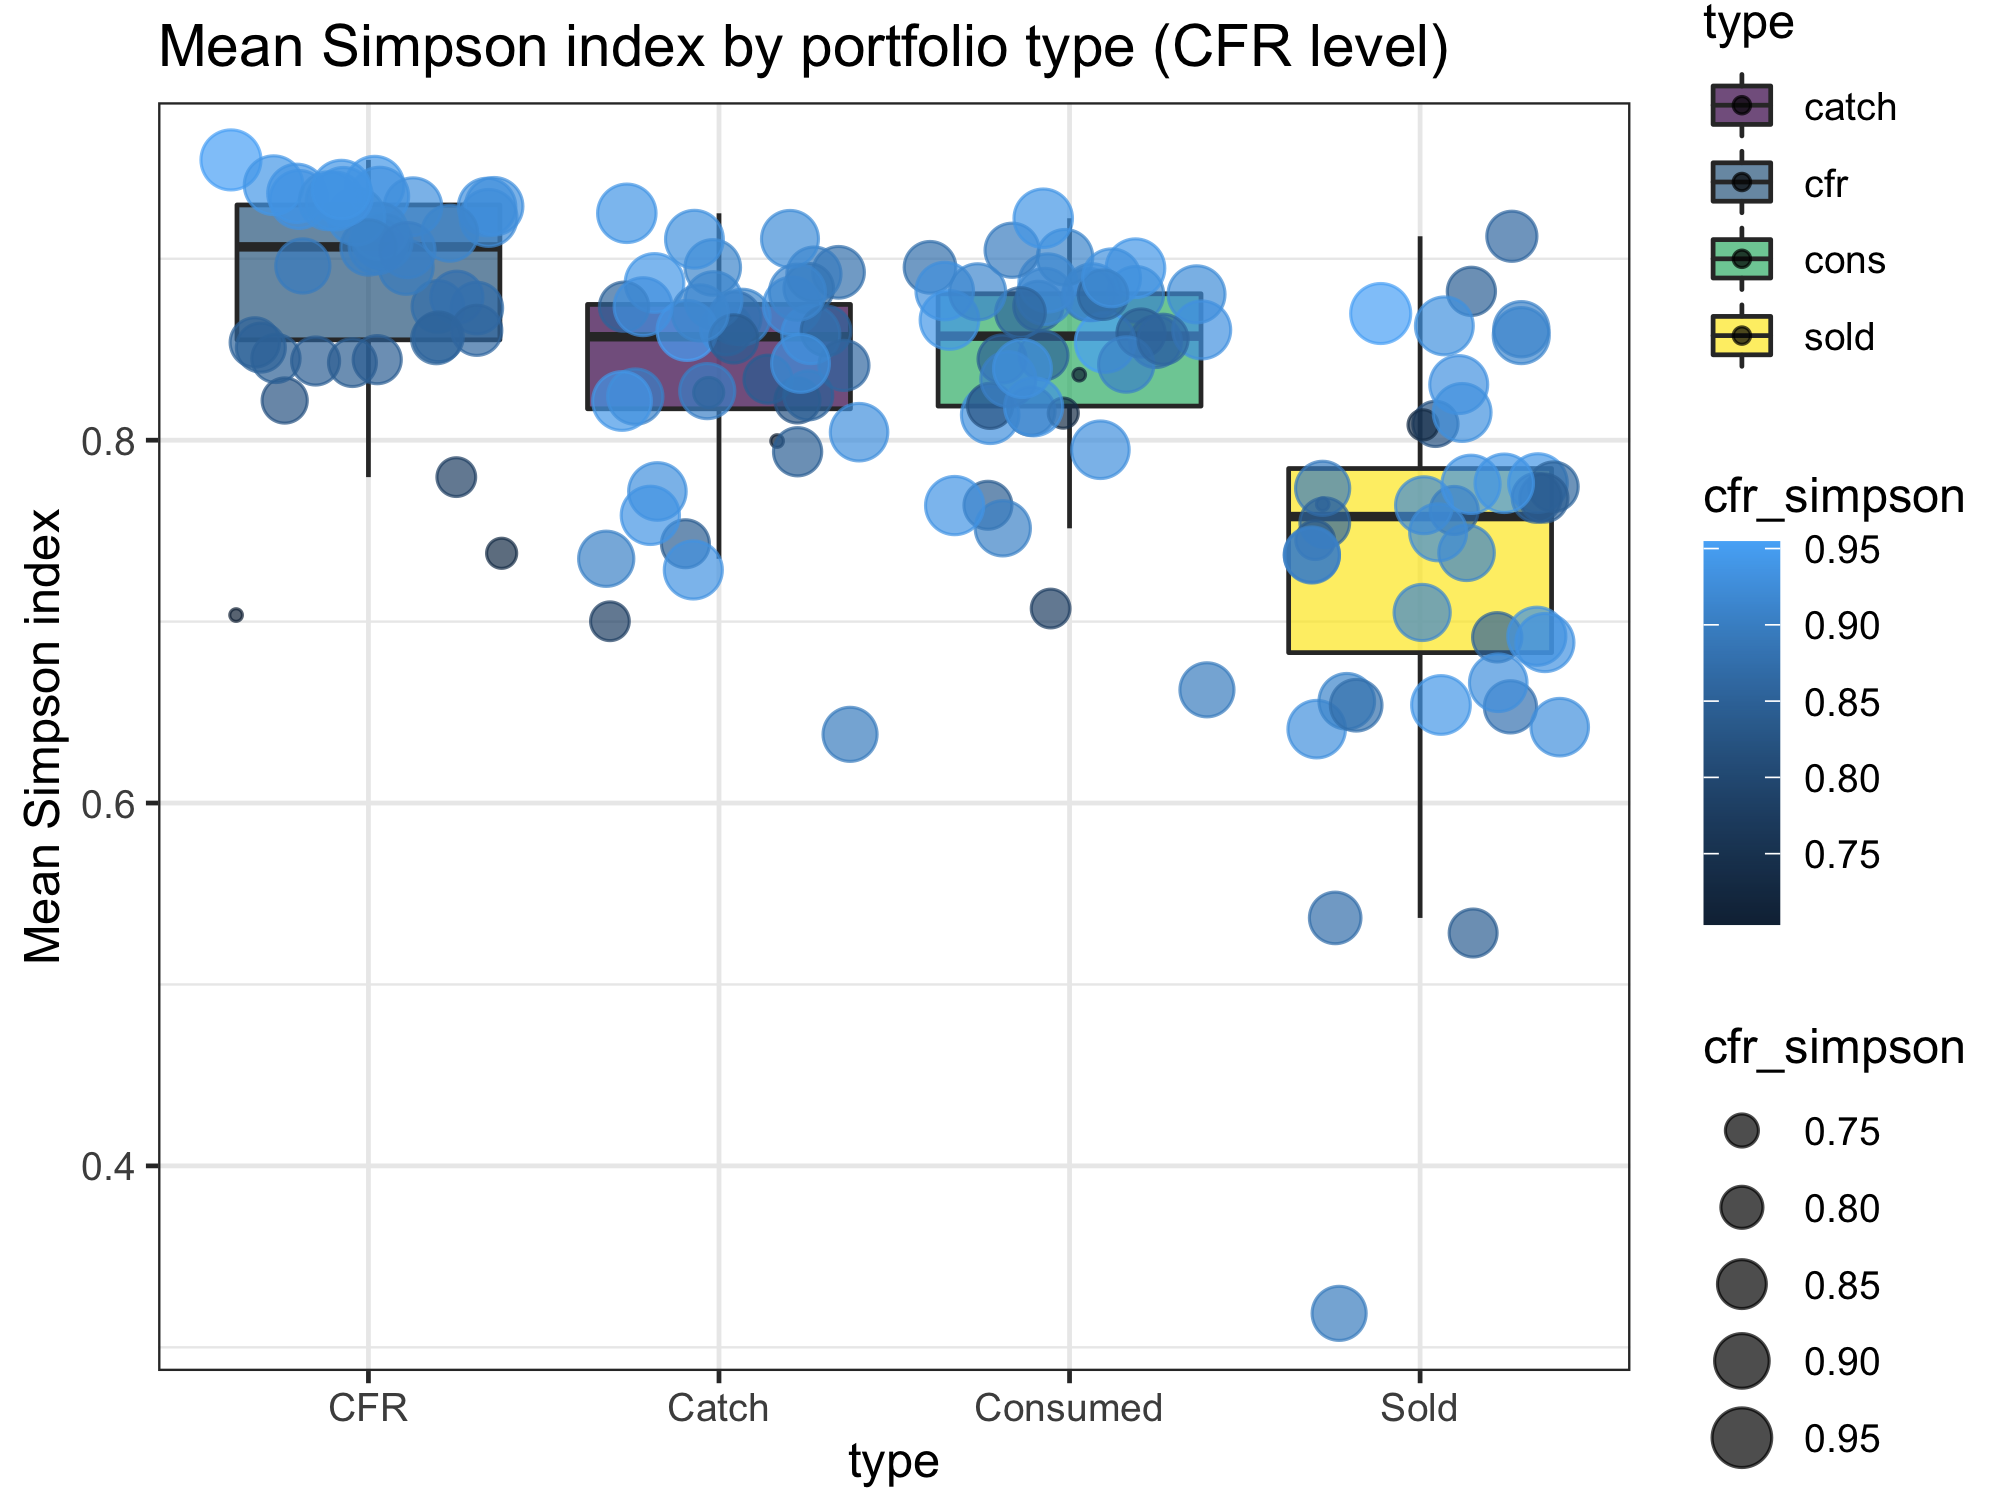 Mean Simpson index by portfolio type (CFR level)
Mean Simpson index
0.8
0.6
0.4
CFR
Catch
Consumed
Sold
type
type
catch
cfr
cons
sold
cfr_simpson
0.95
0.90
0.85
0.80
0.75
cfr_simpson
0.75
0.80
0.85
0.90
0.95